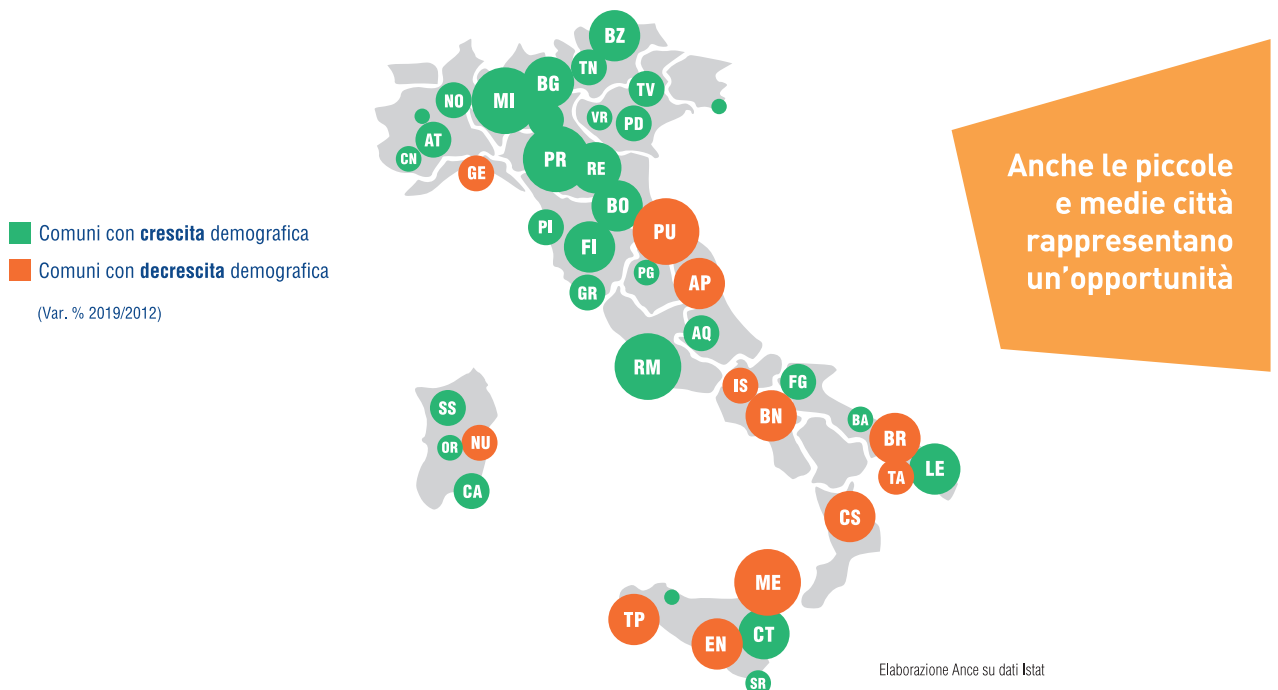 BZ
TN
BG
TV
NO
MI
VR
PD
AT
CN
PR
RE
GE
BO
PI
FI
PU
PG
AP
GR
AQ
RM
IS
FG
BN
BA
BR
LE
TA
SS
OR
NU
CA
CS
ME
TP
EN
CT
SR
Comuni con crescita demografica
Comuni con decrescita demografica
(Var. % 2019/2012)
Anche le piccole
e medie città
rappresentano
un'opportunità
Elaborazione Ance su dati Istat